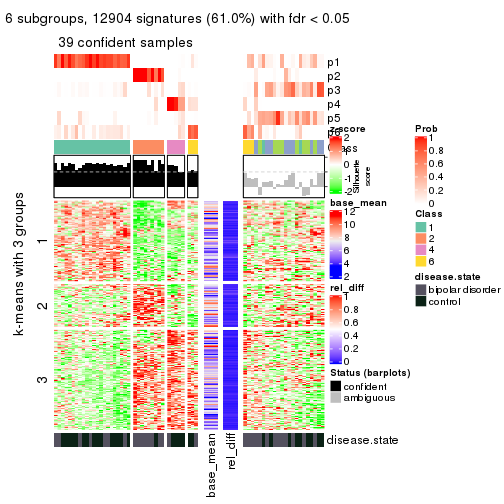 6 subgroups, 12904 signatures (61.0%) with fdr < 0.05
39 confident samples
p1
p2
p3
p4
p5
p6
Class
Silhouette
score
k-means with 3 groups
1
2
3
base_mean
rel_diff
disease.state
z-score
2
1
0
-1
-2
base_mean
12
10
8
6
4
2
rel_diff
1
0.8
0.6
0.4
0.2
0
Status (barplots)
confident
ambiguous
Prob
1
0.8
0.6
0.4
0.2
0
Class
1
2
4
6
disease.state
bipolar disorder
control